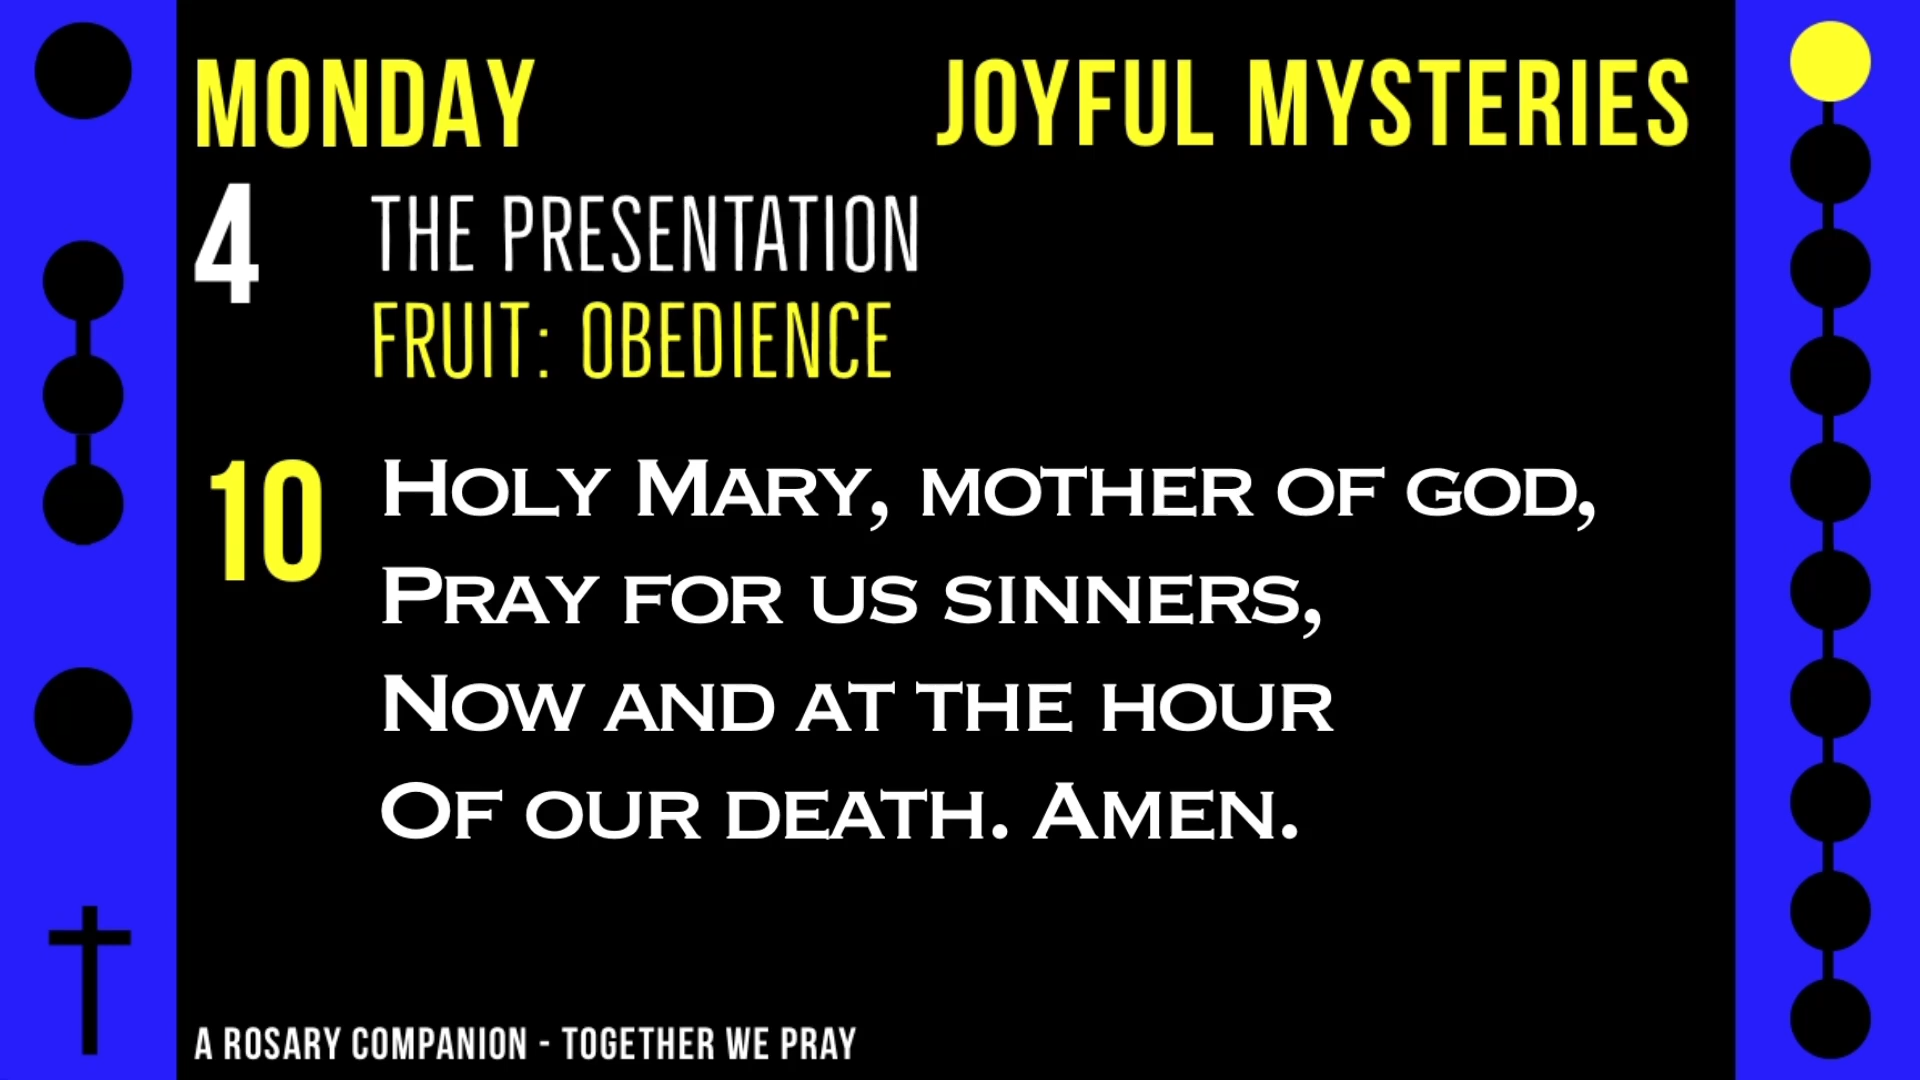 MONDAY JOYFUL MYSTERIES
4 THE PRESENTATION
FRUIT: OBEDIENCE
10 HOLY MARY, MOTHER OF GOD,
PRAY FOR US SINNERS,
NOW AND AT THE HOUR
OF OUR DEATH. AMEN.
A ROSARY COMPANION - TOGETHER WE PRAY